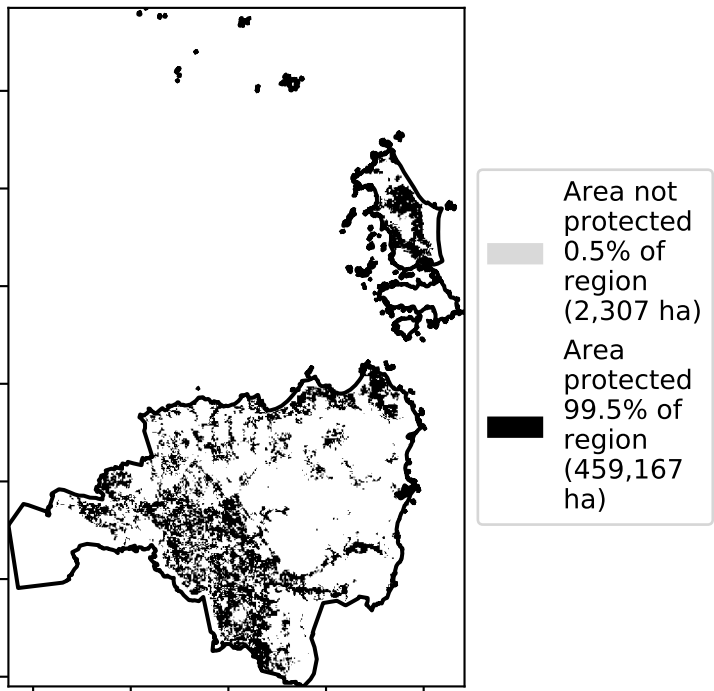 Area not
protected
0.5% of
region
(2,307 ha)
Area
protected
99.5% of
region
(459,167
ha)